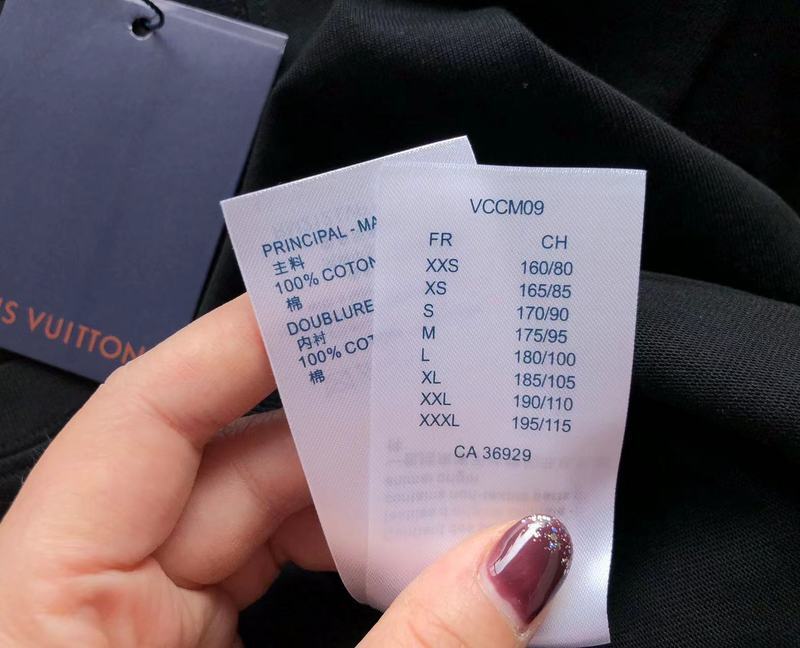 VUITTON
PRINCIPAL - MA
主料
100% COTON
棉
DOUBLURE
内衬
100% COT
棉
VCCM09
FR CH
XXS 160/80
XS 165/85
S 170/90
M 175/95
L 180/100
XL 185/105
XXL 190/110
XXXL 195/115
CA 36929